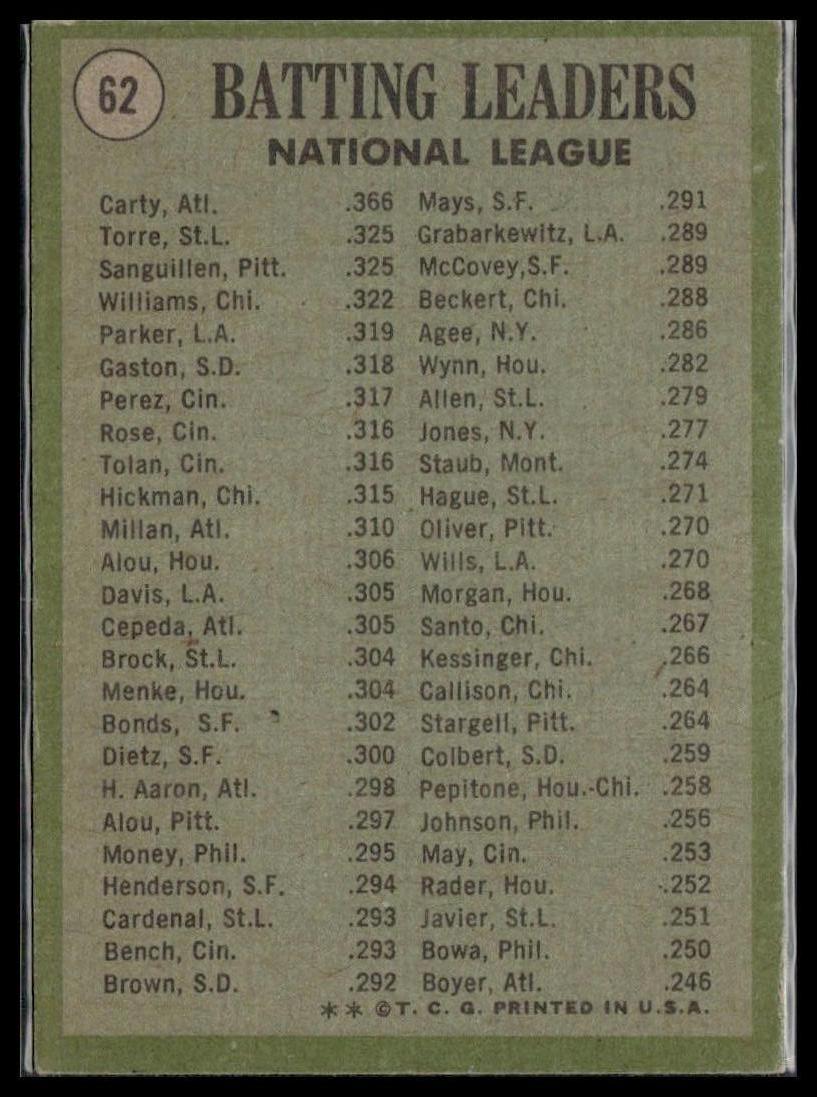 62
BATTING LEADERS
NATIONAL LEAGUE
Carty, Atl. .366 Mays, S.F. .291
Torre, St.L. .325 Grabarkewitz, L.A. .289
Sanguillen, Pitt. .325 McCovey,S.F. .289
Williams, Chi. .322 Beckert, Chi. .288
Parker, L.A. .319 Agee, N.Y. .286
Gaston, S.D. .318 Wynn, Hou. .282
Perez, Cin. .317 Allen, St.L. .279
Rose, Cin. .316 Jones, N.Y. .277
Tolan, Cin. .316 Staub, Mont. .274
Hickman, Chi. .315 Hague, St.L. .271
Millan, Atl. .310 Oliver, Pitt. .270
Alou, Hou. .306 Wills, L.A. .270
Davis, L.A. .305 Morgan, Hou. .268
Cepeda, Atl. .305 Santo, Chi. .267
Brock, St.L. .304 Kessinger, Chi. .266
Menke, Hou. .304 Callison, Chi. .264
Bonds, S.F. .302 Stargell, Pitt. .264
Dietz, S.F. .300 Colbert, S.D. .259
H. Aaron, Atl. .298 Pepitone, Hou.-Chi. .258
Alou, Pitt. .297 Johnson, Phil. .256
Money, Phil. .295 May, Cin. .253
Henderson, S.F. .294 Rader, Hou. .252
Cardenal, St.L. .293 Javier, St.L. .251
Bench, Cin. .293 Bowa, Phil. .250
Brown, S.D. .292 Boyer, Atl. .246
** ©T. C. G. PRINTED IN U.S.A.